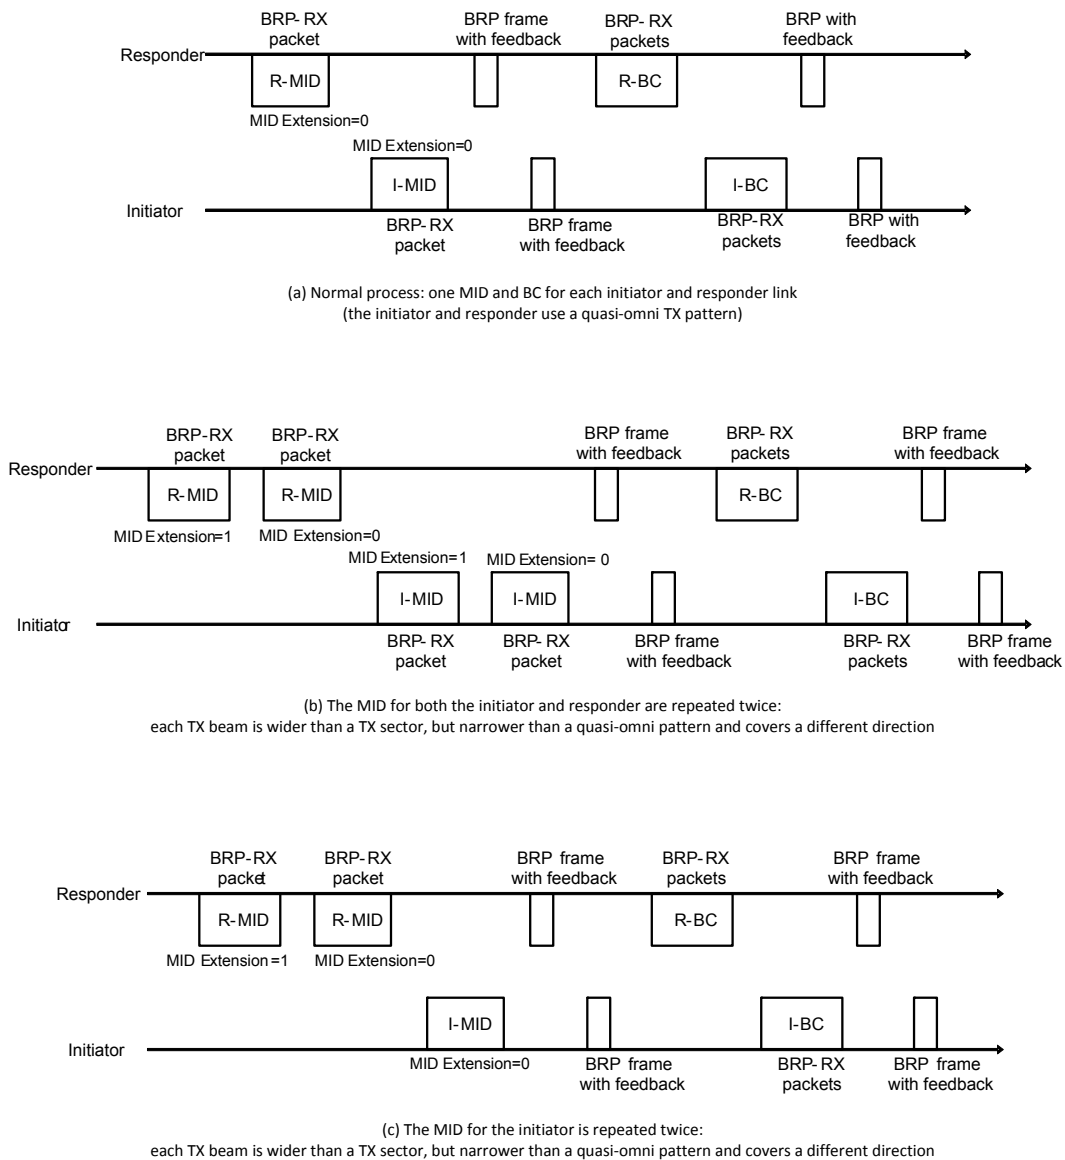 BRP-RX
packet
BRP frame
with feedback
BRP-RX
packets
BRP with
feedback
Responder
R-MID
R-BC
MID Extension=0
MID Extension=0
I-MID
I-BC
Initiator
BRP-RX
packet
BRP frame
with feedback
BRP-RX
packets
BRP with
feedback
(a) Normal process: one MID and BC for each initiator and responder link
(the initiator and responder use a quasi-omni TX pattern)
BRP-RX
packet
BRP-RX
packet
BRP frame
with feedback
BRP-RX
packets
BRP frame
with feedback
Responder
R-MID
R-MID
R-BC
MID Extension=1
MID Extension=0
MID Extension=1
MID Extension= 0
I-MID
I-MID
I-BC
Initiator
BRP-RX
packet
BRP-RX
packet
BRP frame
with feedback
BRP-RX
packets
BRP frame
with feedback
(b) The MID for both the initiator and responder are repeated twice:
each TX beam is wider than a TX sector, but narrower than a quasi-omni pattern and covers a different direction
BRP-RX
packet
BRP-RX
packet
BRP frame
with feedback
BRP-RX
packets
BRP frame
with feedback
Responder
R-MID
R-MID
R-BC
MID Extension=1
MID Extension=0
I-MID
I-BC
Initiator
MID Extension=0
BRP frame
with feedback
BRP-RX
packets
BRP frame
with feedback
(c) The MID for the initiator is repeated twice:
each TX beam is wider than a TX sector, but narrower than a quasi-omni pattern and covers a different direction